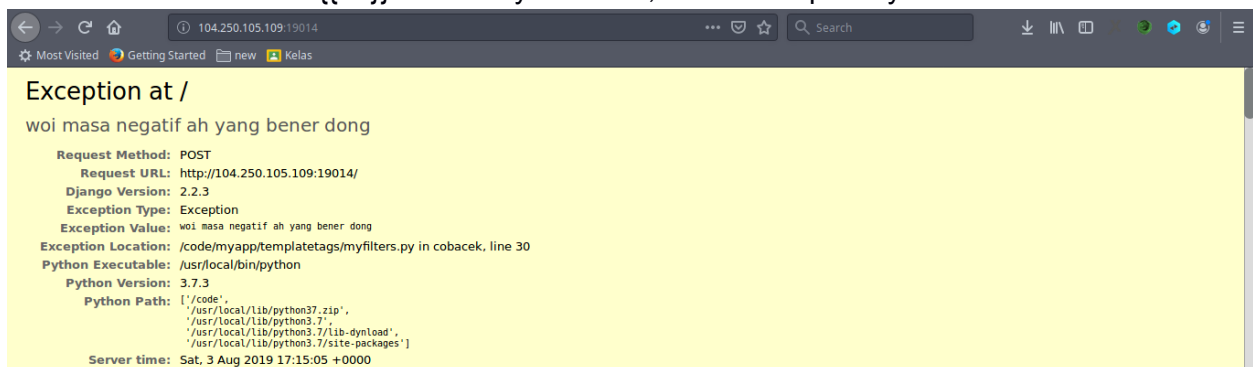 104.250.105.109:19014
Search
Most Visited Getting Started new Kelas
Exception at /
woi masa negatif ah yang bener dong
Request Method: POST
Request URL: http://104.250.105.109:19014/
Django Version: 2.2.3
Exception Type: Exception
Exception Value: woi masa negatif ah yang bener dong
Exception Location: /code/myapp/templatetags/myfilters.py in cobacek, line 30
Python Executable: /usr/local/bin/python
Python Version: 3.7.3
Python Path: ['/code',
'/usr/local/lib/python37.zip',
'/usr/local/lib/python3.7',
'/usr/local/lib/python3.7/lib-dynload',
'/usr/local/lib/python3.7/site-packages']
Server time: Sat, 3 Aug 2019 17:15:05 +0000